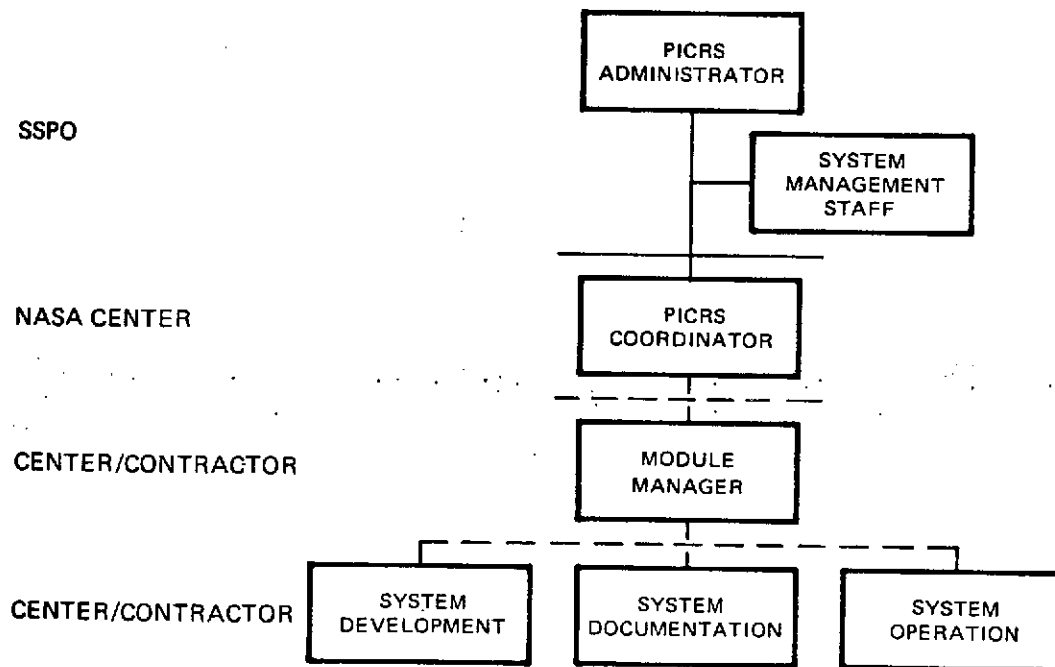 PICRS
ADMINISTRATOR
SSPO
SYSTEM
MANAGEMENT
STAFF
NASA CENTER
PICRS
COORDINATOR
CENTER/CONTRACTOR
MODULE
MANAGER
CENTER/CONTRACTOR
SYSTEM
DEVELOPMENT
SYSTEM
DOCUMENTATION
SYSTEM
OPERATION